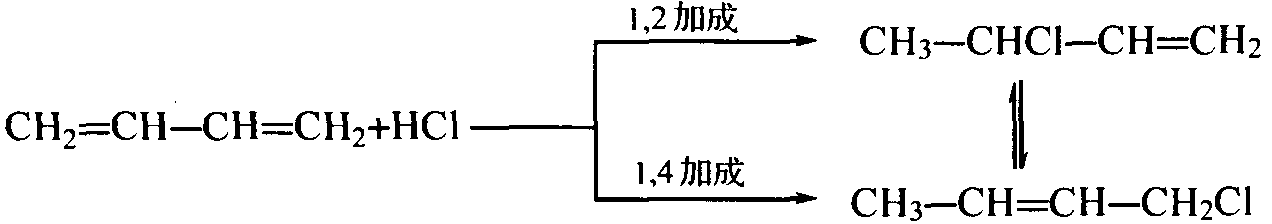 1,2加成
CH₃—CHCl—CH=CH₂
CH₂=CH—CH=CH₂+HCl
1,4加成
CH₃—CH=CH—CH₂Cl